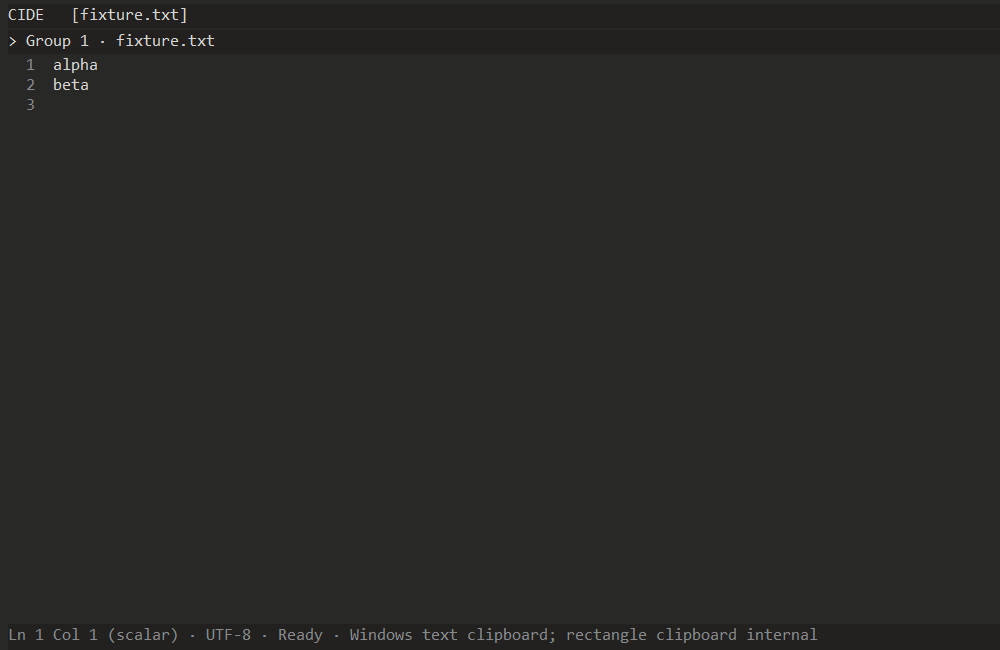 CIDE   [fixture.txt]
> Group 1 · fixture.txt
1  alpha
2  beta
3
Ln 1 Col 1 (scalar) · UTF-8 · Ready · Windows text clipboard; rectangle clipboard internal